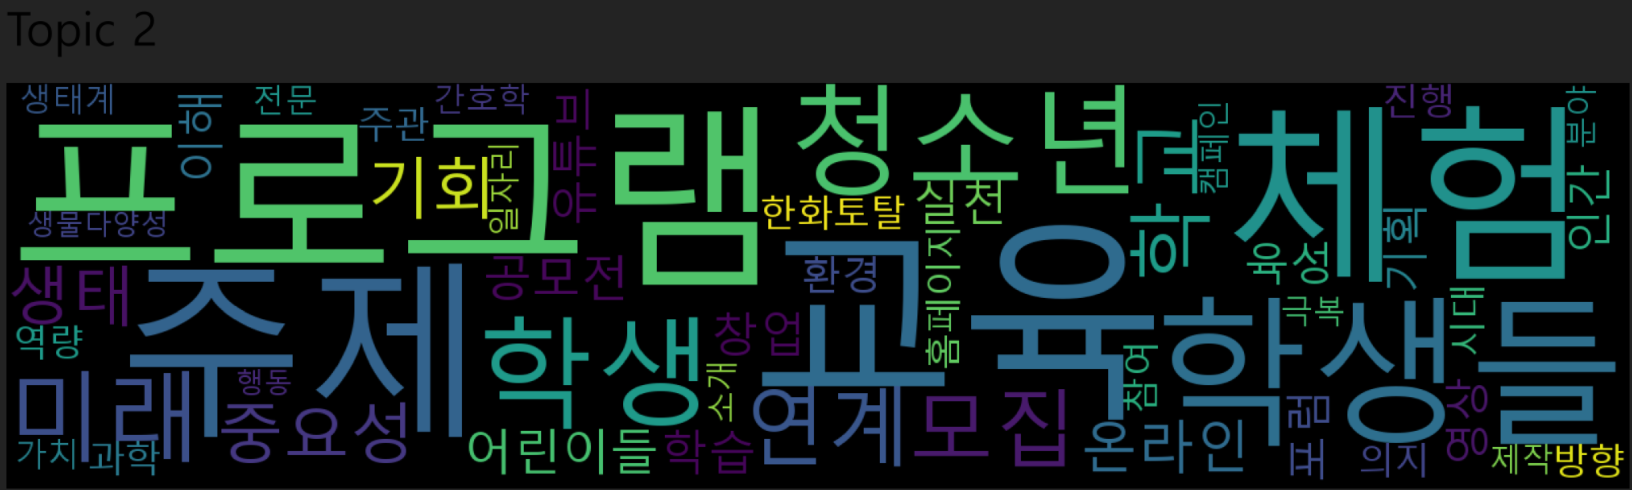 Topic 2
생태계
이해
전문
주관
간호학
유튜브
청소년
학교
캠페인
진행
분야
프로그램
기회
일자리
체험
한화토탈
실천
인간
생물다양성
홈페이지
육성
기획
생태
주제
공모전
환경
교육
극복
시대
역량
학생
창업
학생들
참여
행동
소개
미래
중요성
연계
모집
포럼
영상
가치
과학
어린이들
학습
온라인
의지
제작
방향